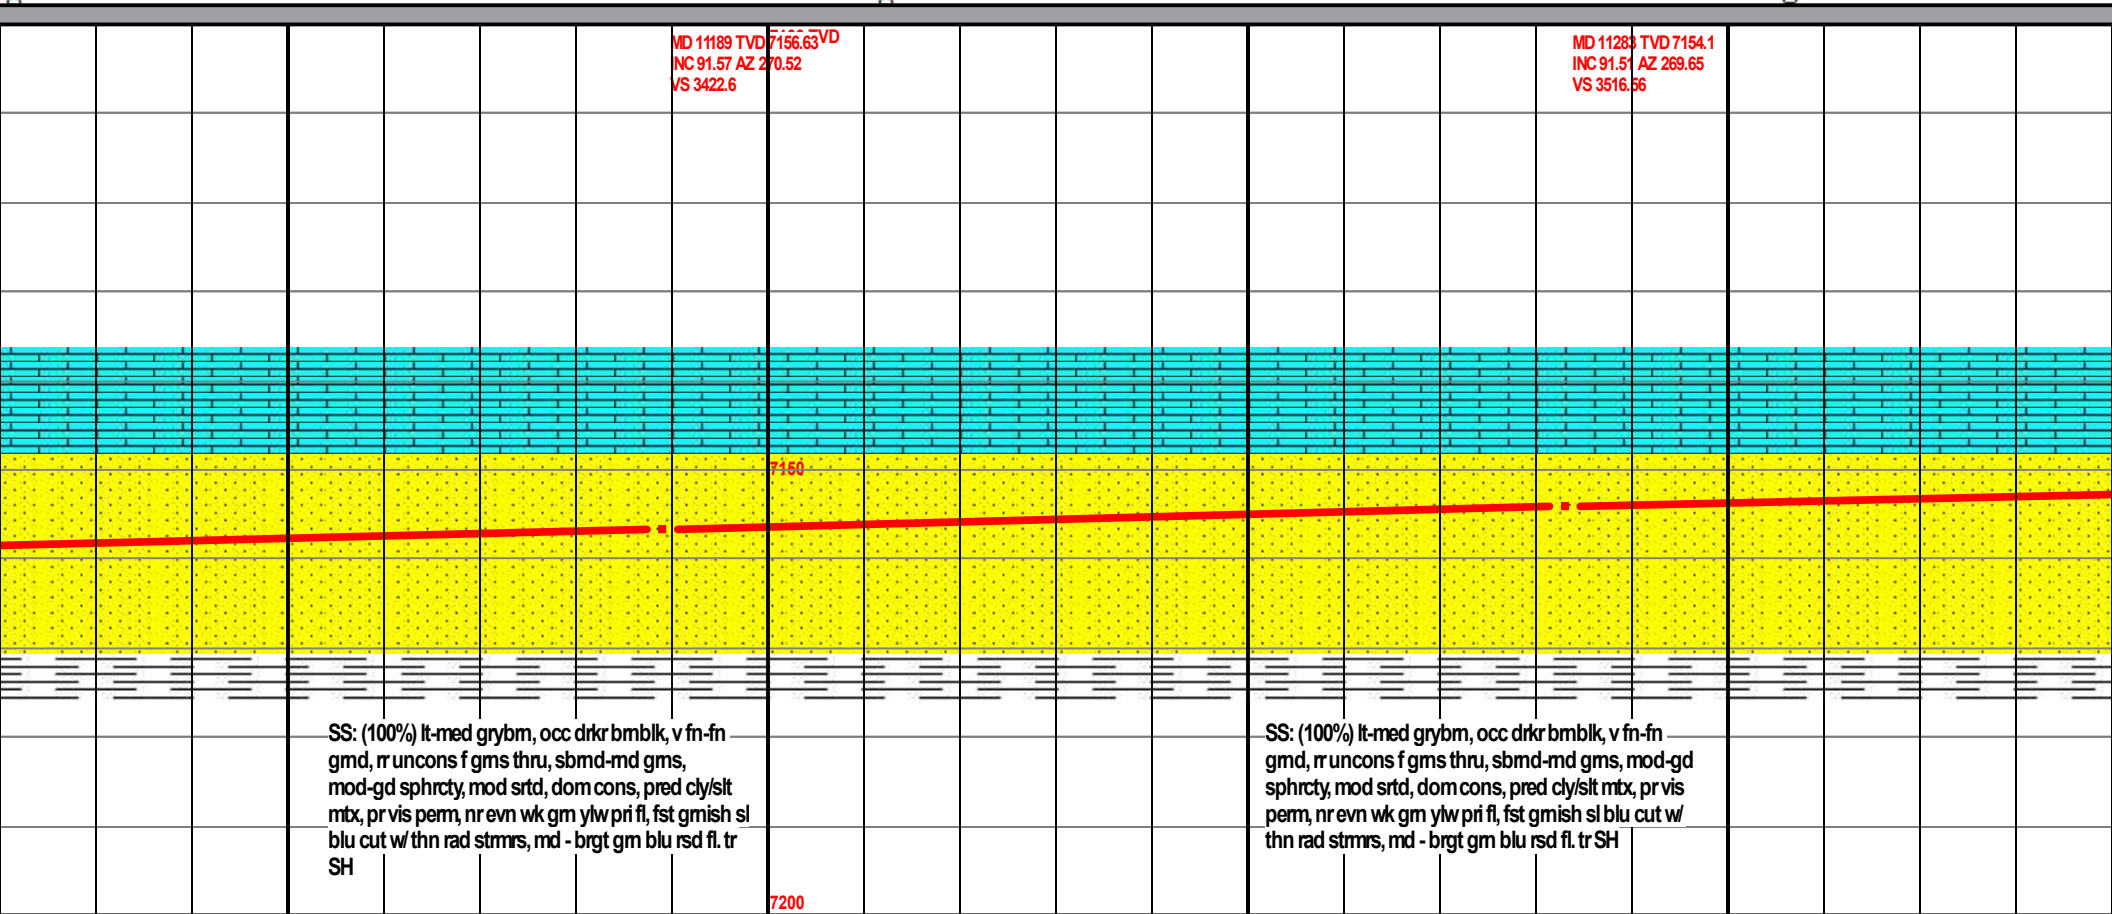 MD 11189 TVD 7156.63
INC 91.57 AZ 270.52
VS 3422.6
TVD
MD 11283 TVD 7154.1
INC 91.51 AZ 269.65
VS 3516.56
7150
SS: (100%) lt-med grybrn, occ drkr brnblk, v fn-fn
grnd, rr uncons f grns thru, sbrnd-rnd grns,
mod-gd sphrcty, mod srtd, dom cons, pred cly/slt
mtx, pr vis perm, nr evn wk grn ylw pri fl, fst grnish sl
blu cut w/ thn rad strmrs, md - brgt grn blu rsd fl. tr
SH
SS: (100%) lt-med grybrn, occ drkr brnblk, v fn-fn
grnd, rr uncons f grns thru, sbrnd-rnd grns, mod-gd
sphrcty, mod srtd, dom cons, pred cly/slt mtx, pr vis
perm, nr evn wk grn ylw pri fl, fst grnish sl blu cut w/
thn rad strmrs, md - brgt grn blu rsd fl. tr SH
7200